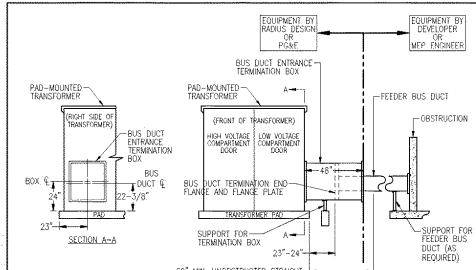 EQUIPMENT BY
RADIUS DESIGN
OR
PG&E
EQUIPMENT BY
DEVELOPER
OR
MEP ENGINEER
BUS DUCT ENTRANCE
TERMINATION BOX
PAD-MOUNTED
TRANSFORMER
PAD-MOUNTED
TRANSFORMER
A
FEEDER BUS DUCT
OBSTRUCTION
(RIGHT SIDE OF
TRANSFORMER)
BUS DUCT
ENTRANCE
TERMINATION
BOX
(FRONT OF TRANSFORMER)
HIGH VOLTAGE
COMPARTMENT
DOOR
LOW VOLTAGE
COMPARTMENT
DOOR
48"
BOX ℄
BUS
DUCT ℄
24"
22-3/8"
BUS DUCT TERMINATION END
FLANGE AND FLANGE PLATE
PAD
TRANSFORMER PAD
23"
SECTION A-A
A
SUPPORT FOR
TERMINATION BOX
23"-24"
SUPPORT FOR
FEEDER BUS
DUCT (AS
REQUIRED)